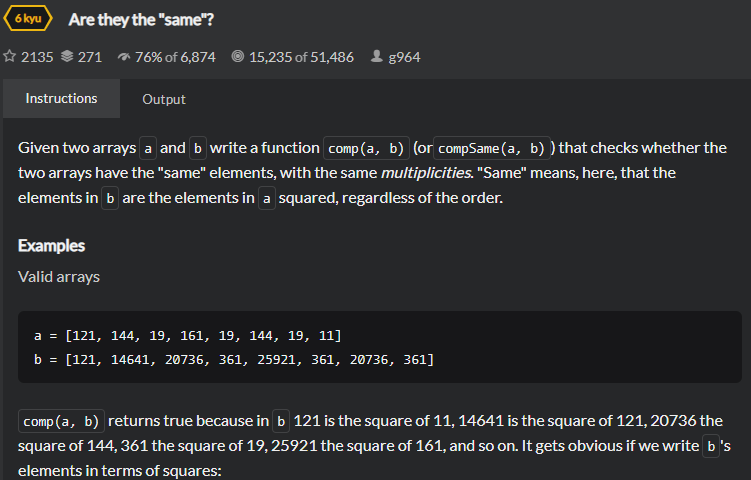 6 kyu Are they the "same"?
2135 271 76% of 6,874 15,235 of 51,486 g964
Instructions Output
Given two arrays a and b write a function comp(a, b) (or compSame(a, b) ) that checks whether the
two arrays have the "same" elements, with the same multiplicities. "Same" means, here, that the
elements in b are the elements in a squared, regardless of the order.
Examples
Valid arrays
a = [121, 144, 19, 161, 19, 144, 19, 11]
b = [121, 14641, 20736, 361, 25921, 361, 20736, 361]
comp(a, b) returns true because in b 121 is the square of 11, 14641 is the square of 121, 20736 the
square of 144, 361 the square of 19, 25921 the square of 161, and so on. It gets obvious if we write b 's
elements in terms of squares: